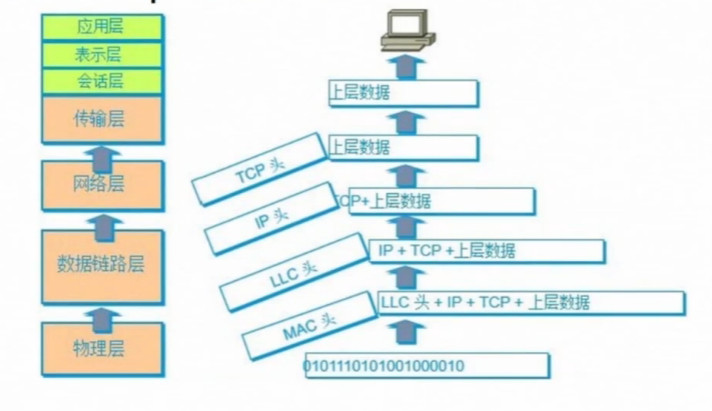 应用层
表示层
会话层
传输层
网络层
数据链路层
物理层
上层数据
TCP 头
上层数据
IP 头
CP+上层数据
LLC 头
IP + TCP +上层数据
MAC 头
LLC 头 + IP + TCP + 上层数据
0101110101001000010